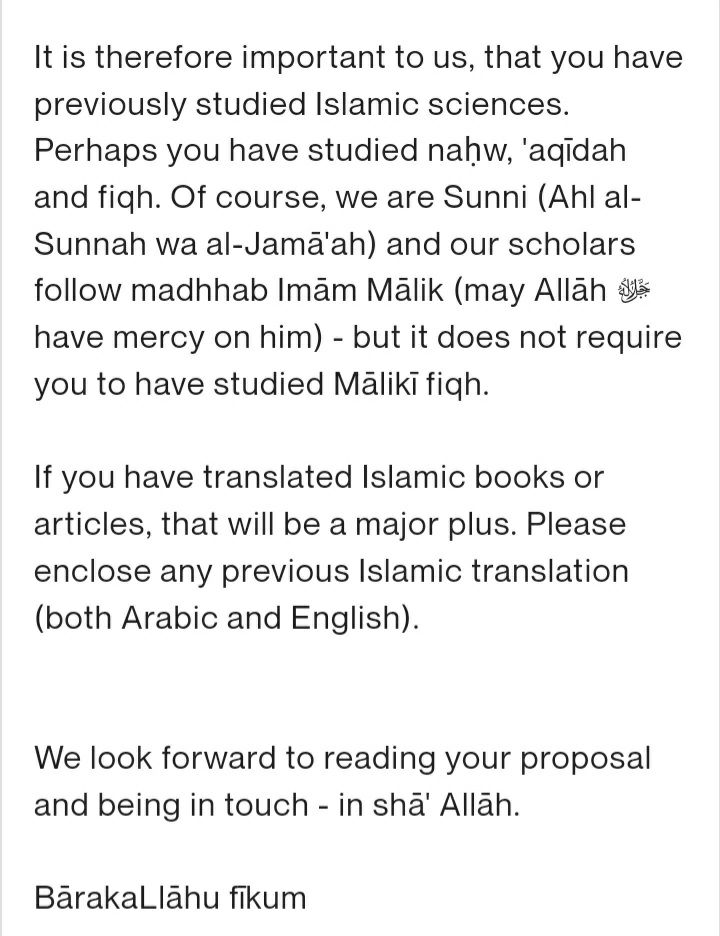 It is therefore important to us, that you have
previously studied Islamic sciences.
Perhaps you have studied naḥw, 'aqīdah
and fiqh. Of course, we are Sunni (Ahl al-
Sunnah wa al-Jamā'ah) and our scholars
follow madhhab Imām Mālik (may Allāh ﷻ
have mercy on him) - but it does not require
you to have studied Mālikī fiqh.
If you have translated Islamic books or
articles, that will be a major plus. Please
enclose any previous Islamic translation
(both Arabic and English).
We look forward to reading your proposal
and being in touch - in shā' Allāh.
BārakaLlāhu fīkum